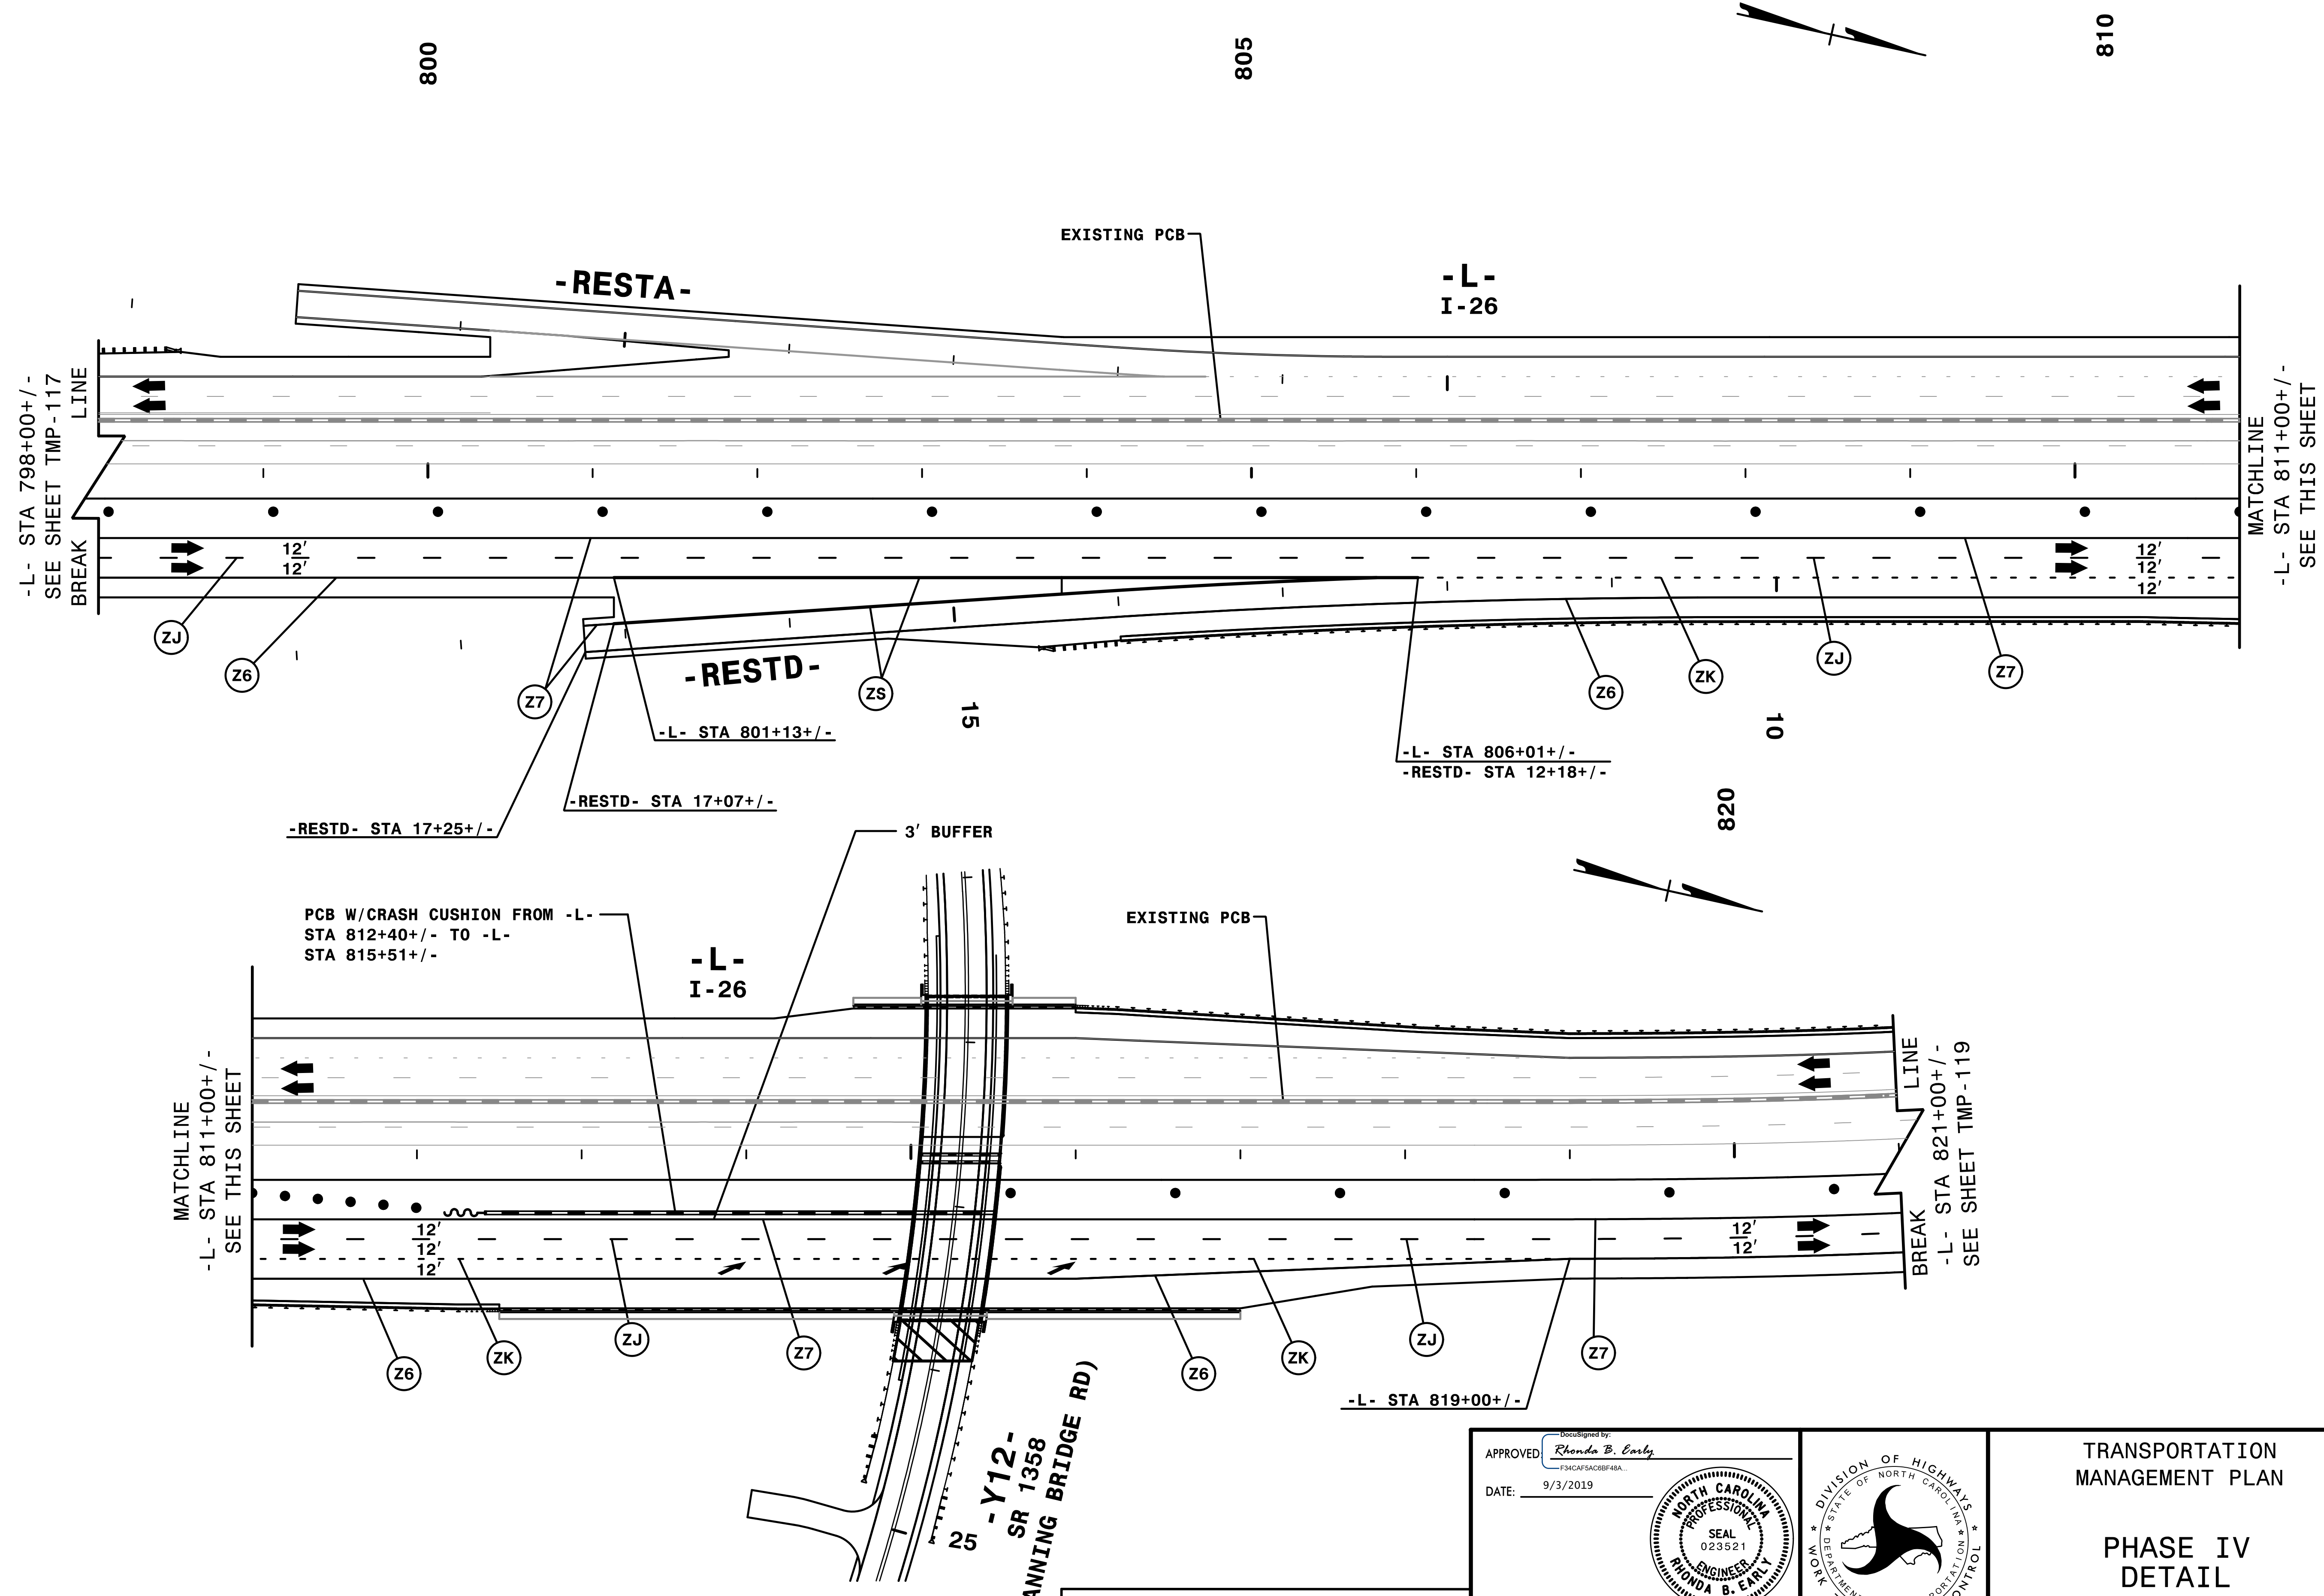 800
805
810
EXISTING PCB
-RESTA-
-L-
I-26
-L- STA 798+00+/-
SEE SHEET TMP-117
BREAK LINE
MATCHLINE
-L- STA 811+00+/-
SEE THIS SHEET
12'
12'
12'
12'
12'
ZJ
Z6
Z7
-RESTD-
ZS
15
Z6
ZK
ZJ
Z7
10
-L- STA 801+13+/-
-L- STA 806+01+/-
-RESTD- STA 12+18+/-
-RESTD- STA 17+07+/-
-RESTD- STA 17+25+/-
820
3' BUFFER
PCB W/CRASH CUSHION FROM -L-
STA 812+40+/- TO -L-
STA 815+51+/-
EXISTING PCB
-L-
I-26
MATCHLINE
-L- STA 811+00+/-
SEE THIS SHEET
BREAK LINE
-L- STA 821+00+/-
SEE SHEET TMP-119
12'
12'
12'
12'
12'
Z6
ZK
ZJ
Z7
Z6
ZK
ZJ
Z7
-L- STA 819+00+/-
-Y12-
SR 1358
ANNING BRIDGE RD)
25
APPROVED:
DocuSigned by:
Rhonda B. Early
F34CAF5AC6BF48A...
DATE: 9/3/2019
NORTH CAROLINA
PROFESSIONAL
SEAL
023521
ENGINEER
RHONDA B. EARLY
DIVISION OF HIGHWAYS
STATE OF NORTH CAROLINA
WORK
TRANSPORTATION
MANAGEMENT PLAN
PHASE IV
DETAIL